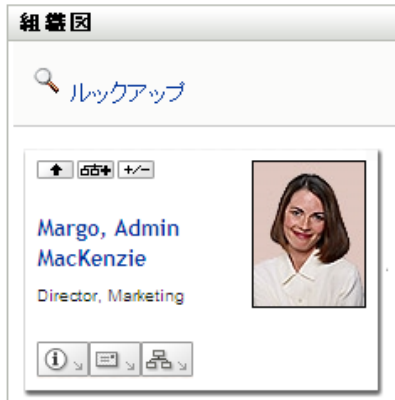 組織図
ルックアップ
+/−
Margo, Admin
MacKenzie
Director, Marketing